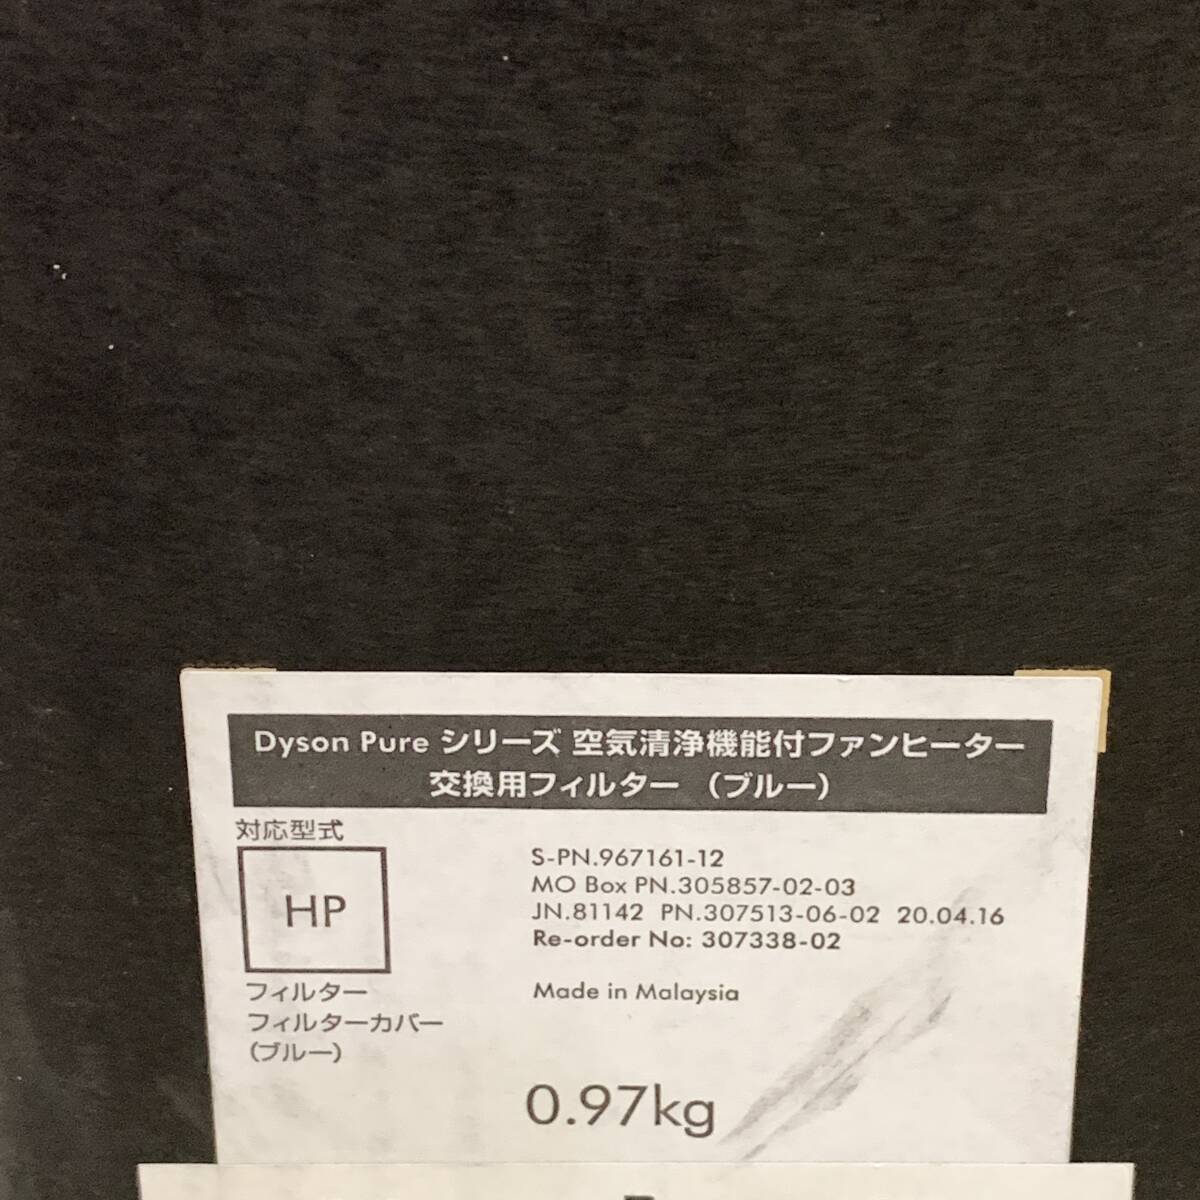 Dyson Pure シリーズ 空気清浄機能付ファンヒーター
交換用フィルター （ブルー）
対応型式
HP
フィルター
フィルターカバー
（ブルー）
S-PN.967161-12
MO Box PN.305857-02-03
JN.81142 PN.307513-06-02 20.04.16
Re-order No: 307338-02
Made in Malaysia
0.97kg